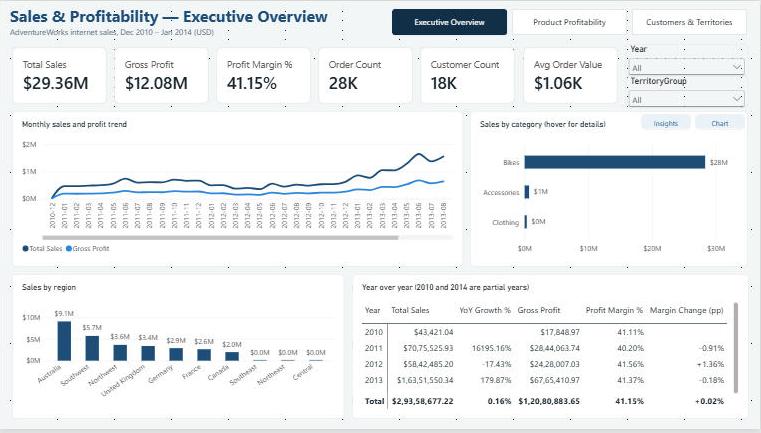 Sales & Profitability — Executive Overview
AdventureWorks internet sales, Dec 2010 – Jan 2014 (USD)
Executive Overview
Product Profitability
Customers & Territories
Total Sales
$29.36M
Gross Profit
$12.08M
Profit Margin %
41.15%
Order Count
28K
Customer Count
18K
Avg Order Value
$1.06K
Year
All
TerritoryGroup
All
Monthly sales and profit trend
$2M
$1M
$0M
2010-12 2011-01 2011-02 2011-03 2011-04 2011-05 2011-06 2011-07 2011-08 2011-09 2011-10 2011-11 2011-12 2012-01 2012-02 2012-03 2012-04 2012-05 2012-06 2012-07 2012-08 2012-09 2012-10 2012-11 2012-12 2013-01 2013-02 2013-03 2013-04 2013-05 2013-06 2013-07 2013-08
Total Sales Gross Profit
Sales by category (hover for details)
Insights
Chart
Bikes $28M
Accessories $1M
Clothing $0M
$0M $10M $20M $30M
Sales by region
$10M
$5M
$0M
$9.1M $5.7M $3.6M $3.4M $2.9M $2.6M $2.0M $0.0M $0.0M $0.0M
Australia Southwest Northwest United Kingdom Germany France Canada Southeast Northeast Central
Year over year (2010 and 2014 are partial years)
Year Total Sales YoY Growth % Gross Profit Profit Margin % Margin Change (pp)
2010 $43,421.04 $17,848.97 41.11%
2011 $70,75,525.93 16195.16% $28,44,063.74 40.20% -0.91%
2012 $58,42,485.20 -17.43% $24,28,007.03 41.56% +1.36%
2013 $1,63,51,550.34 179.87% $67,65,410.97 41.37% -0.18%
Total $2,93,58,677.22 0.16% $1,20,80,883.65 41.15% +0.02%